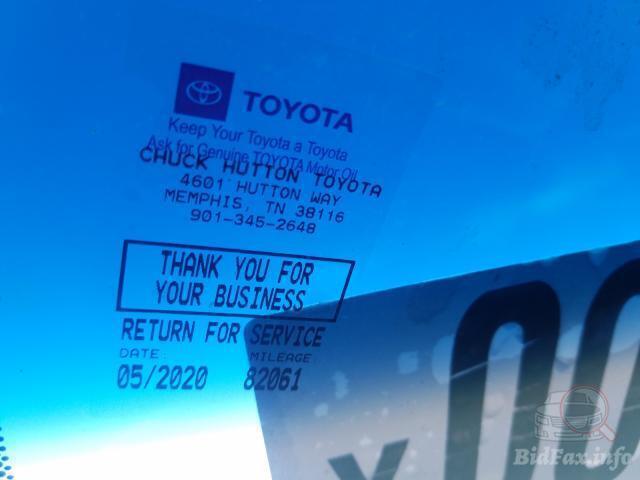 TOYOTA
Keep Your Toyota a Toyota
Ask for Genuine TOYOTA Motor Oil
CHUCK HUTTON TOYOTA
4601 HUTTON WAY
MEMPHIS, TN 38116
901-345-2648
THANK YOU FOR
YOUR BUSINESS
RETURN FOR SERVICE
DATE: MILEAGE:
05/2020 82061
BidFax.info